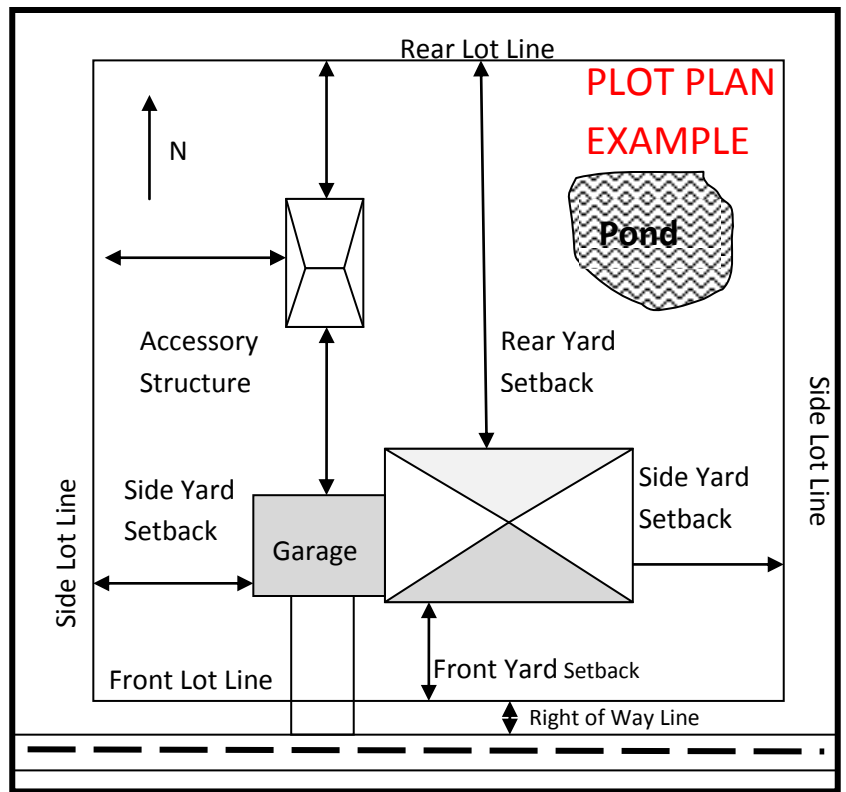 Rear Lot Line
PLOT PLAN
EXAMPLE
N
Pond
Accessory
Structure
Rear Yard
Setback
Side Lot Line
Side Yard
Setback
Side Yard
Setback
Garage
Side Lot Line
Front Yard Setback
Front Lot Line
Right of Way Line